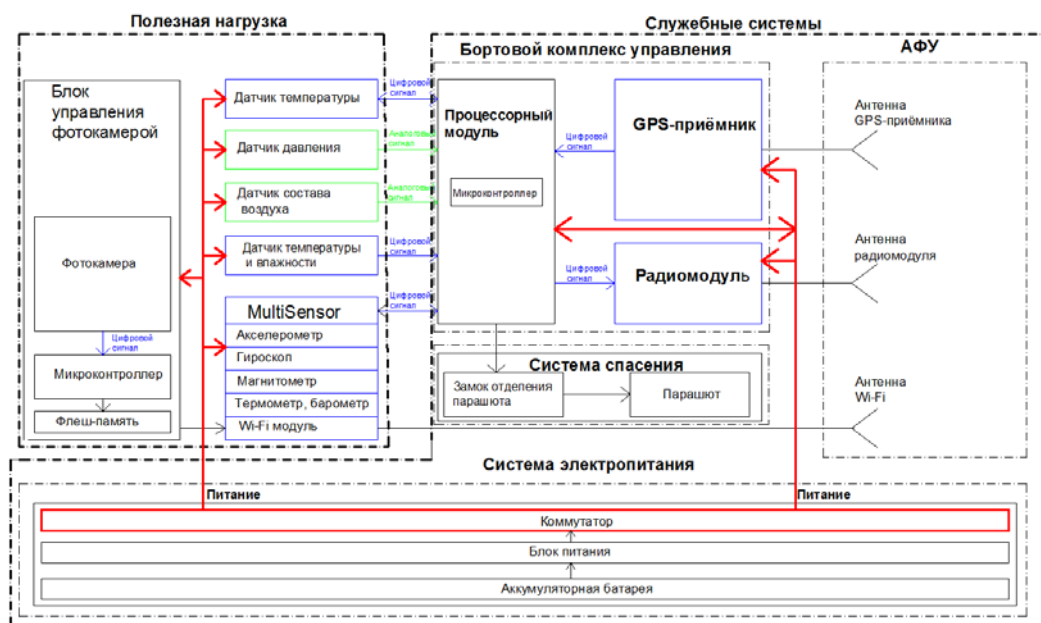 Полезная нагрузка
Служебные системы
Бортовой комплекс управления
АФУ
Блок
управления
фотокамерой
Фотокамера
Цифровой
сигнал
Микроконтроллер
Флеш-память
Датчик температуры
Датчик давления
Датчик состава
воздуха
Датчик температуры
и влажности
MultiSensor
Акселерометр
Гироскоп
Магнитометр
Термометр, барометр
Wi-Fi модуль
Цифровой
сигнал
Аналоговый
сигнал
Аналоговый
сигнал
Цифровой
сигнал
Цифровой
сигнал
Процессорный
модуль
Микроконтроллер
Цифровой
сигнал
GPS-приёмник
Цифровой
сигнал
Радиомодуль
Система спасения
Замок отделения
парашюта
Парашют
Антенна
GPS-приёмника
Антенна
радиомодуля
Антенна
Wi-Fi
Система электропитания
Питание
Питание
Коммутатор
Блок питания
Аккумуляторная батарея